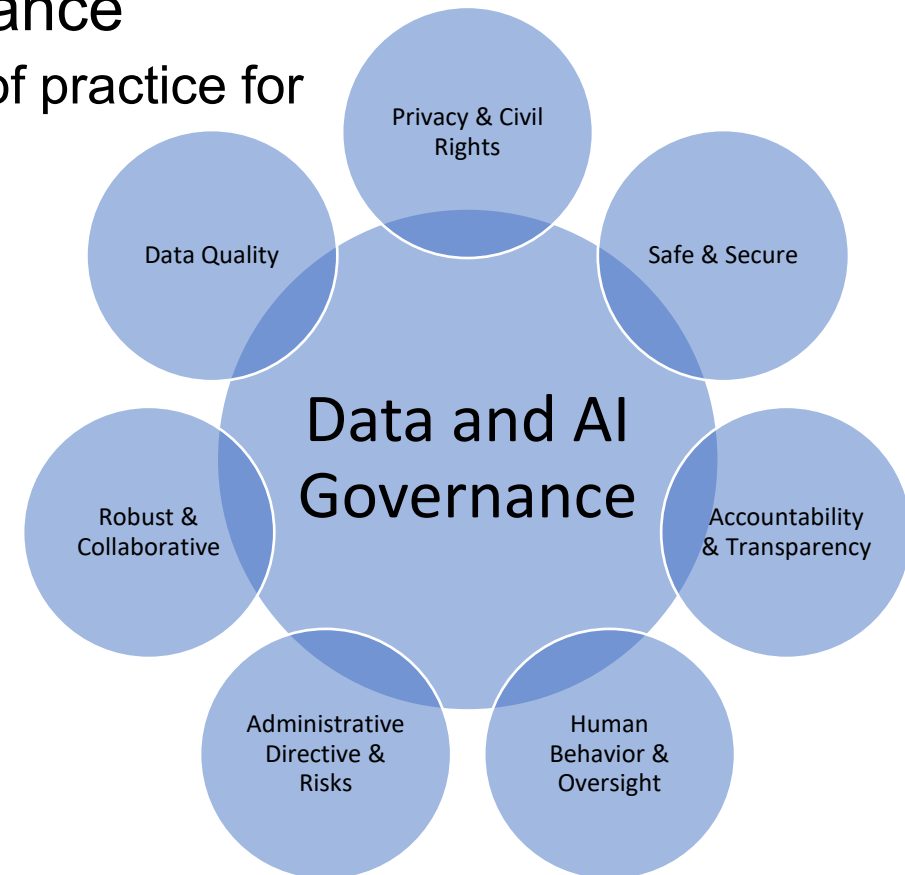 of practice for
Privacy & Civil
Rights
Data Quality
Safe & Secure
Data and AI
Governance
Robust &
Collaborative
Accountability
& Transparency
Administrative
Directive &
Risks
Human
Behavior &
Oversight